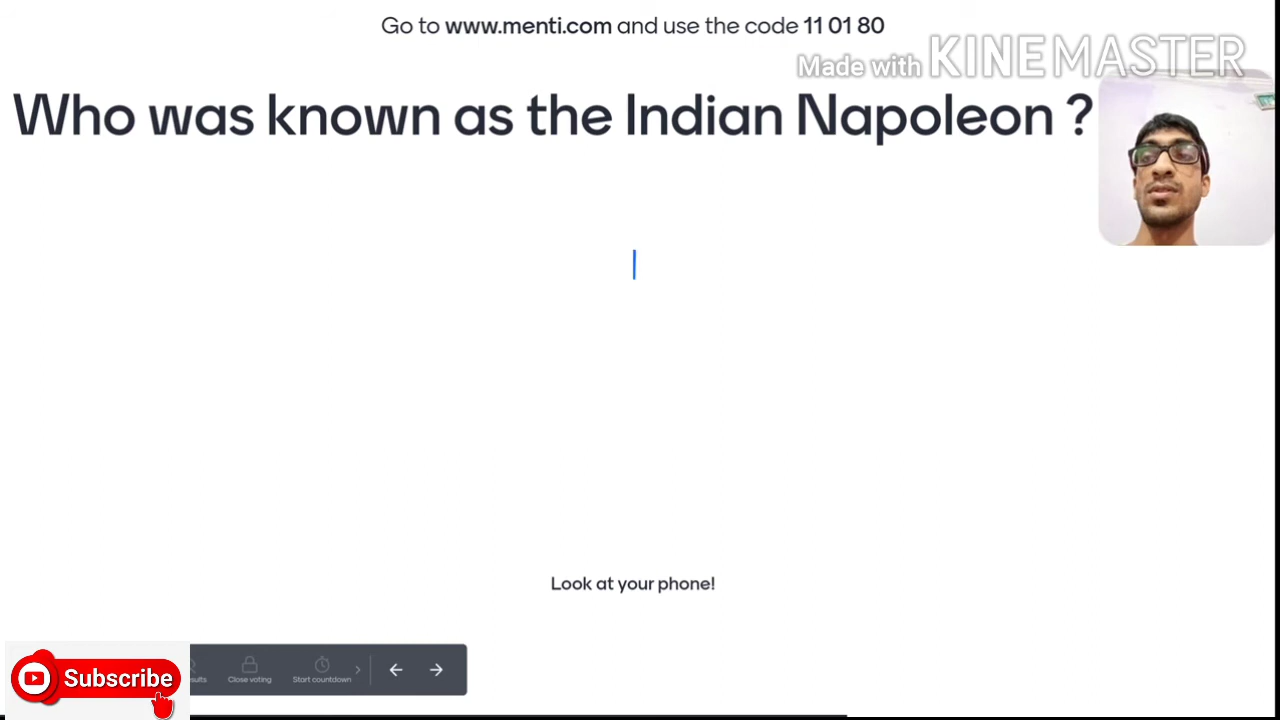 Go to www.menti.com and use the code 11 01 80
Made with KINEMASTER
Who was known as the Indian Napoleon ?
Look at your phone!
Close voting
Start countdown
Subscribe